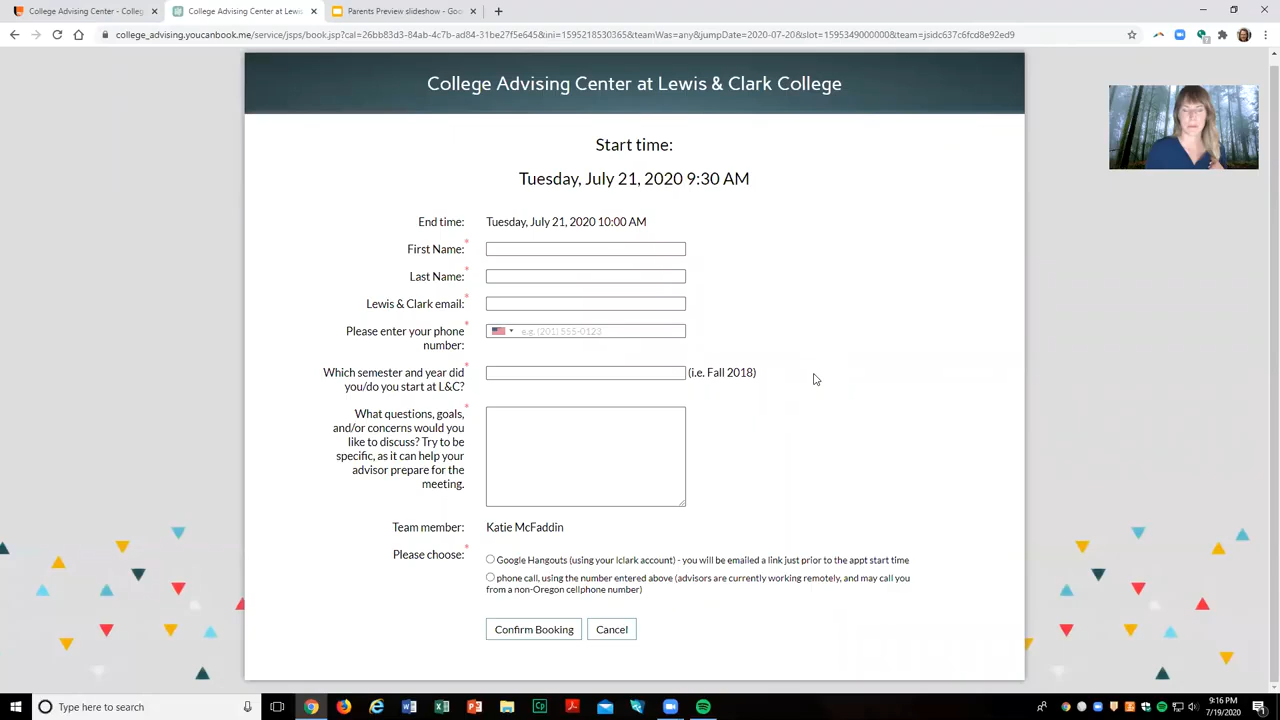 College Advising Center - Colleg
College Advising Center at Lewis
Parents Preview slideshow - Goo
college_advising.youcanbook.me/service/jsps/book.jsp?cal=26bb83d3-84ab-4c7b-ad84-31be27f5e645&ini=1595218530365&teamWas=any&jumpDate=2020-07-20&slot=1595349000000&team=jsidc637c6fcd8e92ed9
College Advising Center at Lewis & Clark College
Start time:
Tuesday, July 21, 2020 9:30 AM
End time: Tuesday, July 21, 2020 10:00 AM
First Name:*
Last Name:*
Lewis & Clark email:*
Please enter your phone* e.g. (201) 555-0123
number:
Which semester and year did* (i.e. Fall 2018)
you/do you start at L&C?
What questions, goals,*
and/or concerns would you
like to discuss? Try to be
specific, as it can help your
advisor prepare for the
meeting.
Team member: Katie McFaddin
Please choose:* Google Hangouts (using your lclark account) - you will be emailed a link just prior to the appt start time
phone call, using the number entered above (advisors are currently working remotely, and may call you
from a non-Oregon cellphone number)
Confirm Booking Cancel
Type here to search
9:16 PM
7/19/2020